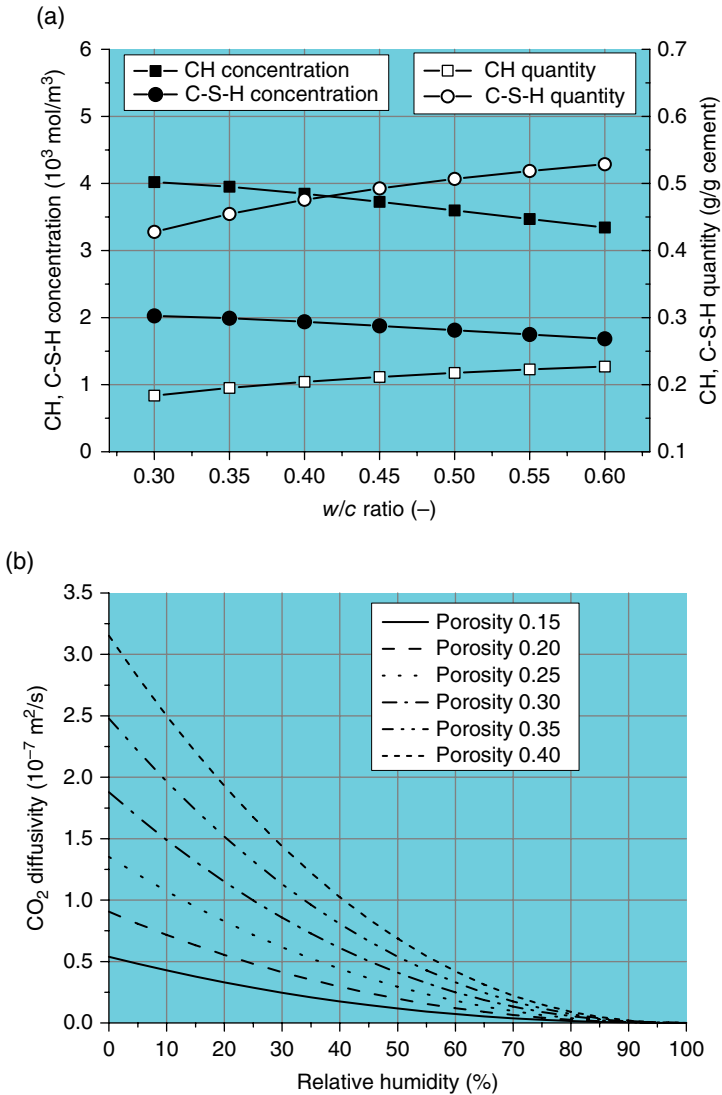 (a)
CH concentration
C-S-H concentration
CH quantity
C-S-H quantity
CH, C-S-H concentration (10³ mol/m³)
6
5
4
3
2
1
0
CH, C-S-H quantity (g/g cement)
0.7
0.6
0.5
0.4
0.3
0.2
0.1
0.30 0.35 0.40 0.45 0.50 0.55 0.60
w/c ratio (–)
(b)
Porosity 0.15
Porosity 0.20
Porosity 0.25
Porosity 0.30
Porosity 0.35
Porosity 0.40
CO₂ diffusivity (10⁻⁷ m²/s)
3.5
3.0
2.5
2.0
1.5
1.0
0.5
0.0
0 10 20 30 40 50 60 70 80 90 100
Relative humidity (%)